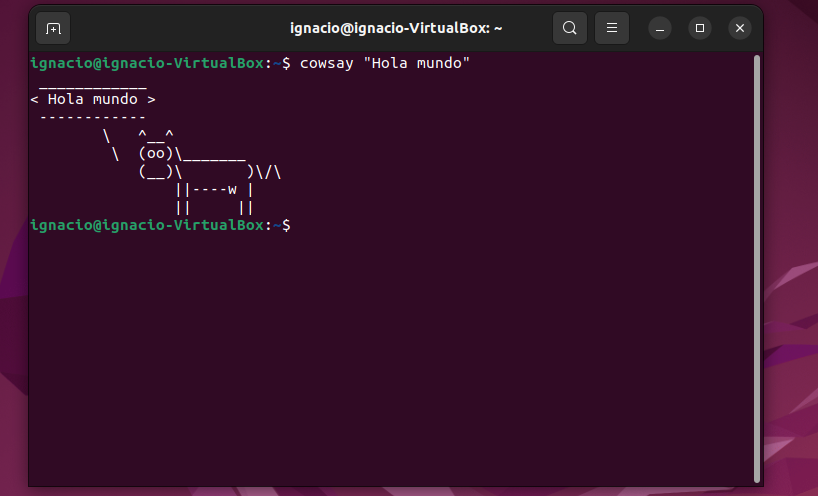 ignacio@ignacio-VirtualBox: ~
ignacio@ignacio-VirtualBox:~$ cowsay "Hola mundo"
 ____________
< Hola mundo >
 ------------
        \   ^__^
         \  (oo)\_______
            (__)\       )\/\
                ||----w |
                ||     ||
ignacio@ignacio-VirtualBox:~$